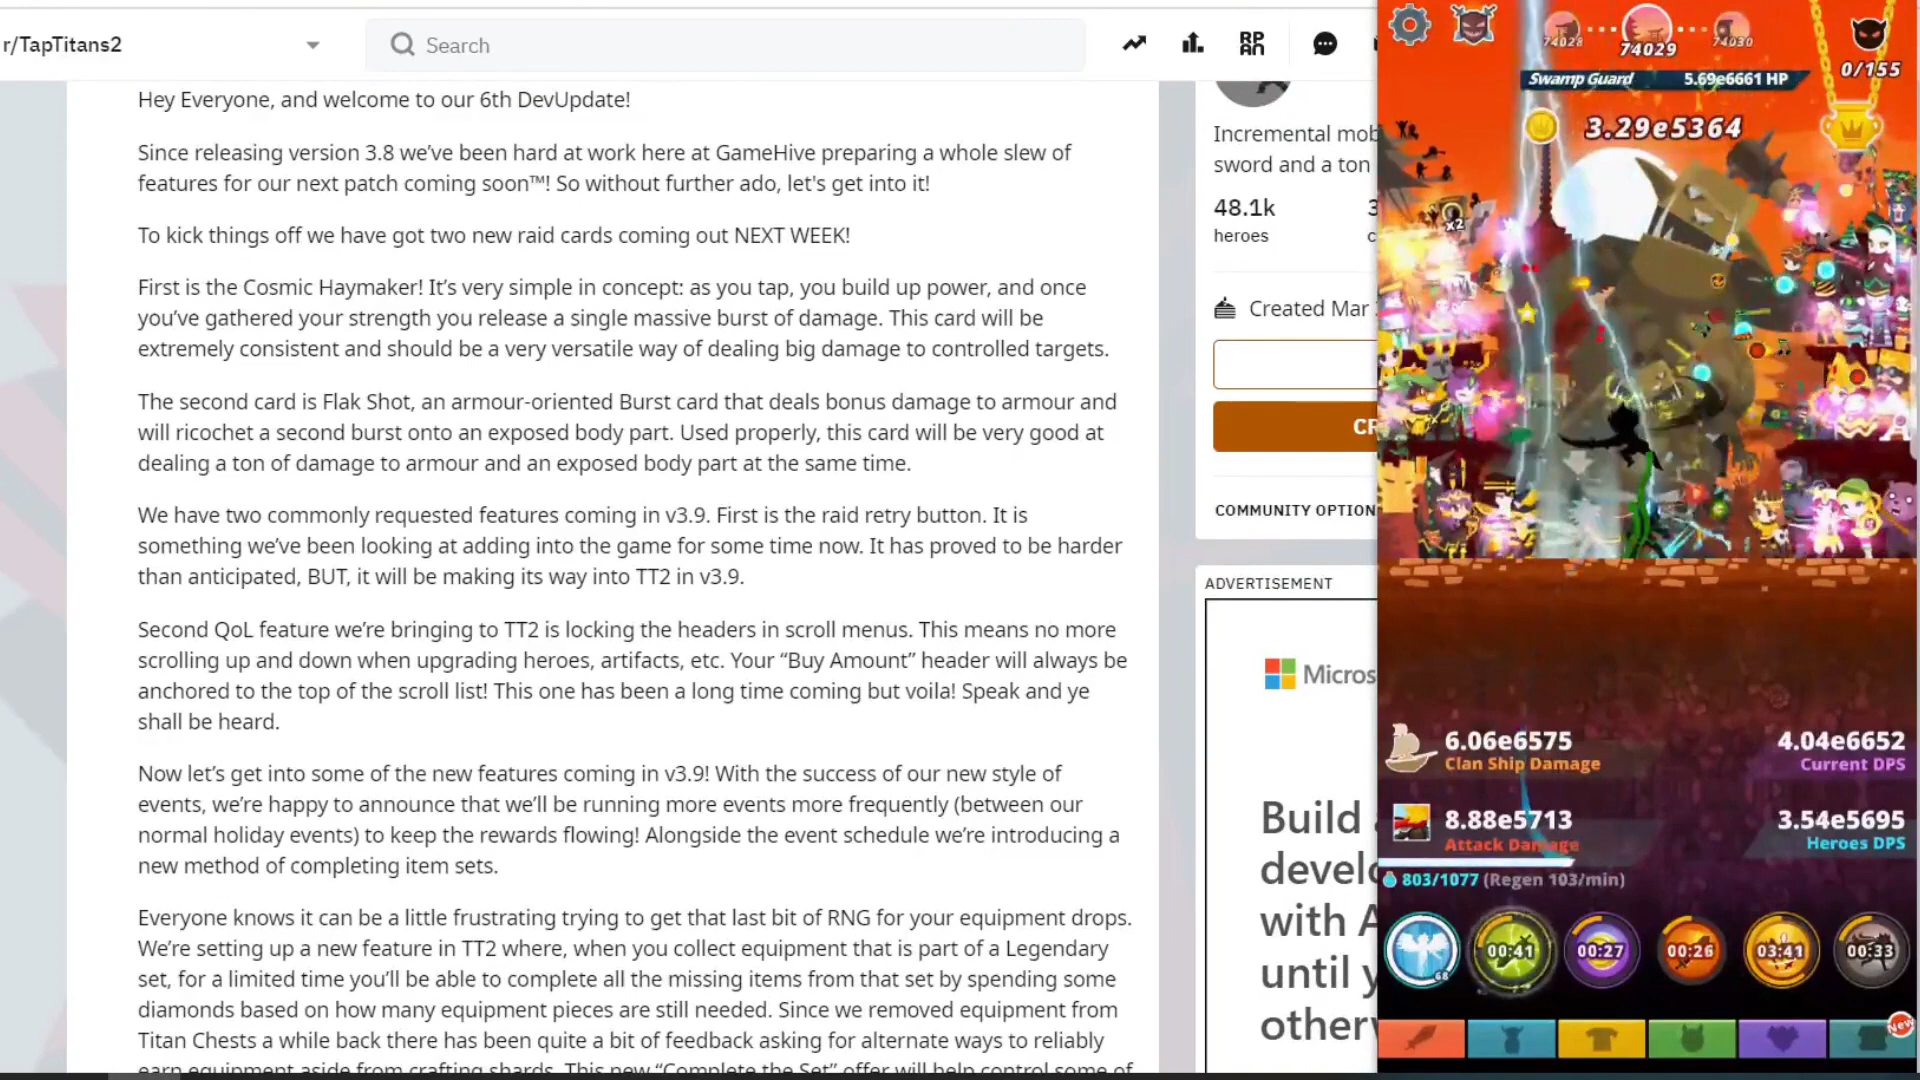 r/TapTitans2
Search
Hey Everyone, and welcome to our 6th DevUpdate!
Since releasing version 3.8 we’ve been hard at work here at GameHive preparing a whole slew of
features for our next patch coming soon™! So without further ado, let's get into it!
To kick things off we have got two new raid cards coming out NEXT WEEK!
First is the Cosmic Haymaker! It’s very simple in concept: as you tap, you build up power, and once
you’ve gathered your strength you release a single massive burst of damage. This card will be
extremely consistent and should be a very versatile way of dealing big damage to controlled targets.
The second card is Flak Shot, an armour-oriented Burst card that deals bonus damage to armour and
will ricochet a second burst onto an exposed body part. Used properly, this card will be very good at
dealing a ton of damage to armour and an exposed body part at the same time.
We have two commonly requested features coming in v3.9. First is the raid retry button. It is
something we’ve been looking at adding into the game for some time now. It has proved to be harder
than anticipated, BUT, it will be making its way into TT2 in v3.9.
Second QoL feature we’re bringing to TT2 is locking the headers in scroll menus. This means no more
scrolling up and down when upgrading heroes, artifacts, etc. Your “Buy Amount” header will always be
anchored to the top of the scroll list! This one has been a long time coming but voila! Speak and ye
shall be heard.
Now let’s get into some of the new features coming in v3.9! With the success of our new style of
events, we’re happy to announce that we’ll be running more events more frequently (between our
normal holiday events) to keep the rewards flowing! Alongside the event schedule we’re introducing a
new method of completing item sets.
Everyone knows it can be a little frustrating trying to get that last bit of RNG for your equipment drops.
We’re setting up a new feature in TT2 where, when you collect equipment that is part of a Legendary
set, for a limited time you’ll be able to complete all the missing items from that set by spending some
diamonds based on how many equipment pieces are still needed. Since we removed equipment from
Titan Chests a while back there has been quite a bit of feedback asking for alternate ways to reliably
earn equipment aside from crafting shards. This new “Complete the Set” offer will help control some of
RP
AN
Incremental mob
sword and a ton
48.1k
heroes
3
c
Created Mar
CR
COMMUNITY OPTION
ADVERTISEMENT
Micros
Build
develo
with A
until y
other
74028
74029
74030
0/155
Swamp Guard 5.69e6661 HP
3.29e5364
x2
6.06e6575
Clan Ship Damage
4.04e6652
Current DPS
8.88e5713
Attack Damage
3.54e5695
Heroes DPS
803/1077 (Regen 103/min)
68
00:41
00:27
00:26
03:41
00:33
New